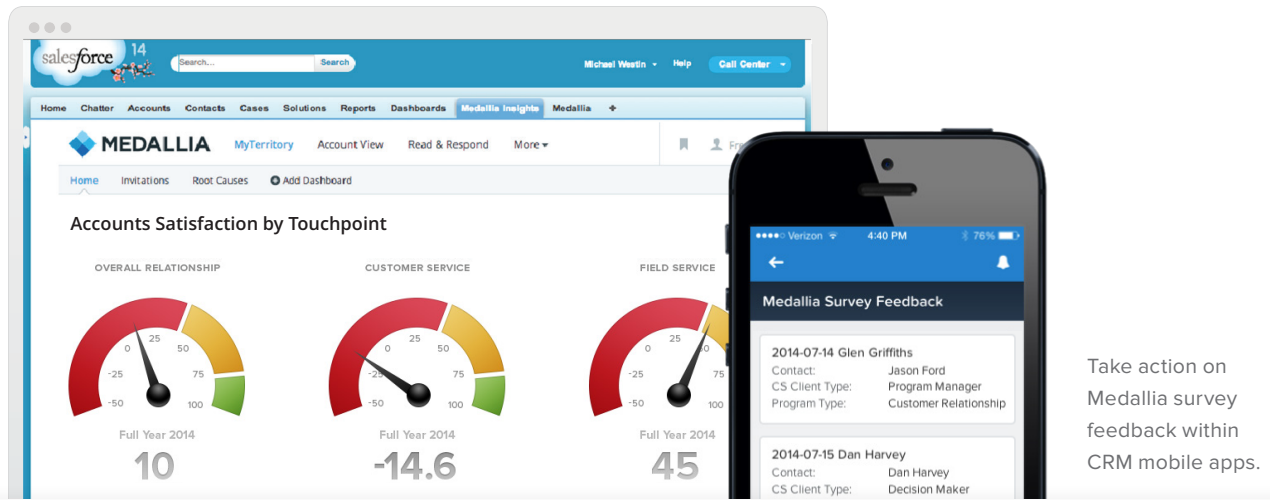 salesforce 14
Search... Search
Michael Westin Help Call Center
Home Chatter Accounts Contacts Cases Solutions Reports Dashboards Medallia Insights Medallia +
MEDALLIA MyTerritory Account View Read & Respond More
Home Invitations Root Causes Add Dashboard
Accounts Satisfaction by Touchpoint
OVERALL RELATIONSHIP
-50 -25 0 25 50 75 100
Full Year 2014
10
CUSTOMER SERVICE
-50 -25 0 25 50 75 100
Full Year 2014
-14.6
FIELD SERVICE
-50 -25 0 25 75 100
Full Year 2014
45
Verizon 4:40 PM 76%
Medallia Survey Feedback
2014-07-14 Glen Griffiths
Contact: Jason Ford
CS Client Type: Program Manager
Program Type: Customer Relationship
2014-07-15 Dan Harvey
Contact: Dan Harvey
CS Client Type: Decision Maker
Take action on
Medallia survey
feedback within
CRM mobile apps.